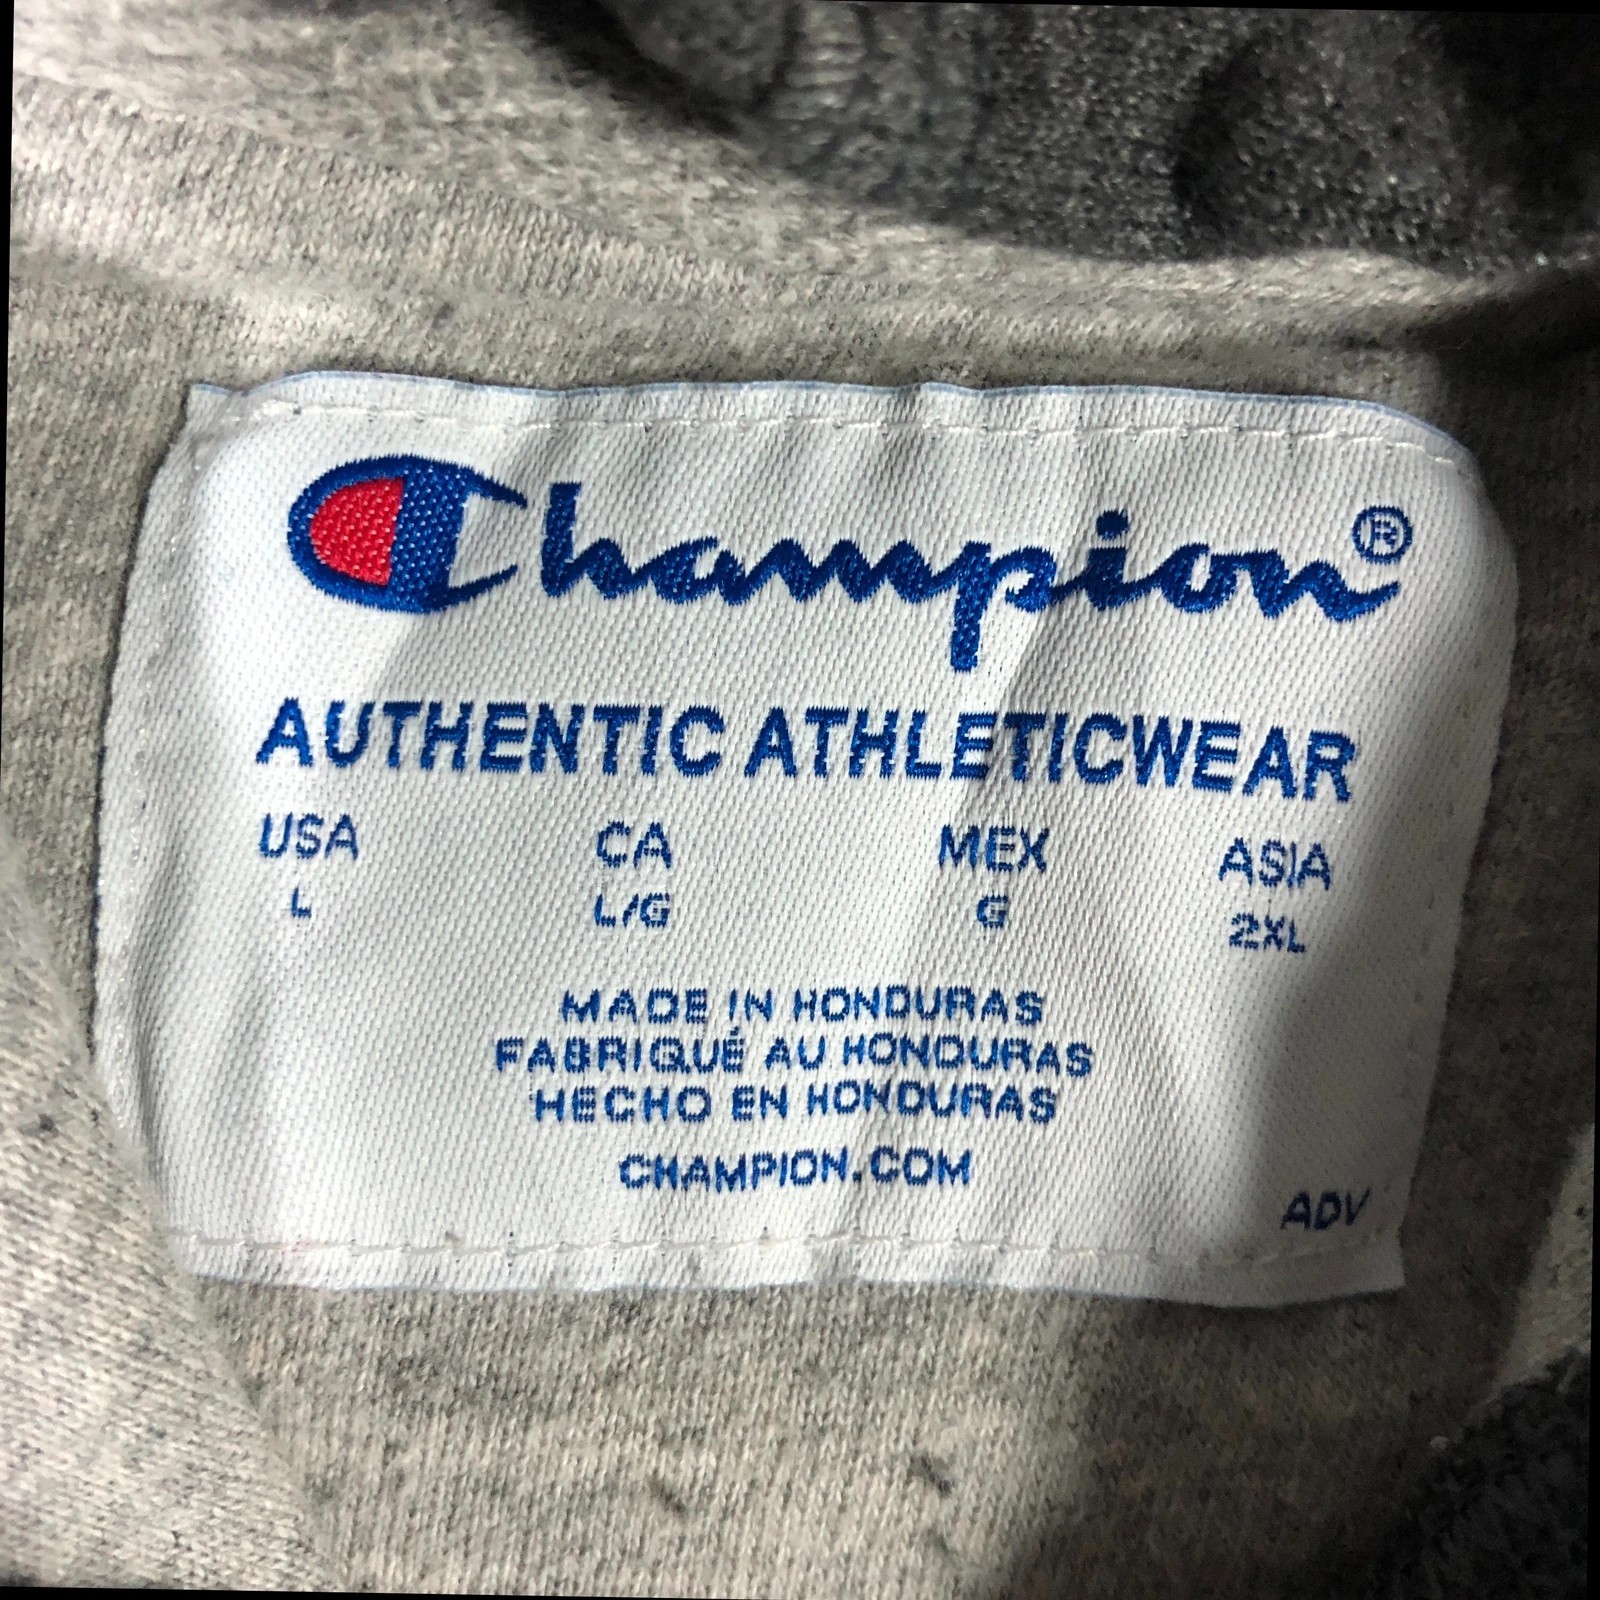 Champion®
AUTHENTIC ATHLETICWEAR
USA CA MEX ASIA
L L/G G 2XL
MADE IN HONDURAS
FABRIQUÉ AU HONDURAS
HECHO EN HONDURAS
CHAMPION.COM
ADV